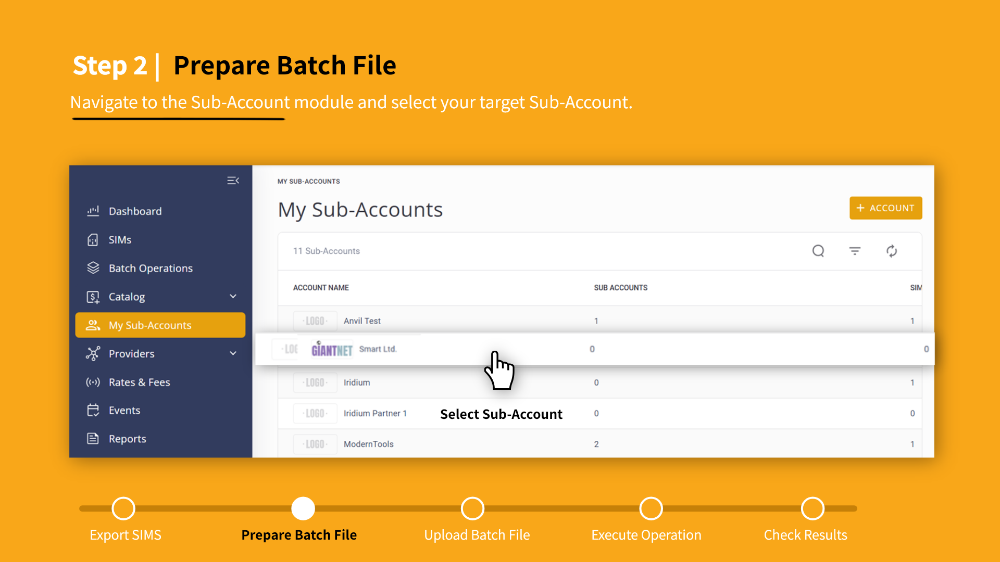 Step 2 | Prepare Batch File
Navigate to the Sub-Account module and select your target Sub-Account.
MY SUB-ACCOUNTS
My Sub-Accounts
+ ACCOUNT
Dashboard
SIMs
Batch Operations
Catalog
My Sub-Accounts
Providers
Rates & Fees
Events
Reports
11 Sub-Accounts
ACCOUNT NAME SUB ACCOUNTS SIM
·LOGO· Anvil Test 1 1
·LOG GIANTNET Smart Ltd. 0 0
·LOGO· Iridium 0 1
·LOGO· Iridium Partner 1 0 0
Select Sub-Account
·LOGO· ModernTools 2 1
Export SIMS
Prepare Batch File
Upload Batch File
Execute Operation
Check Results